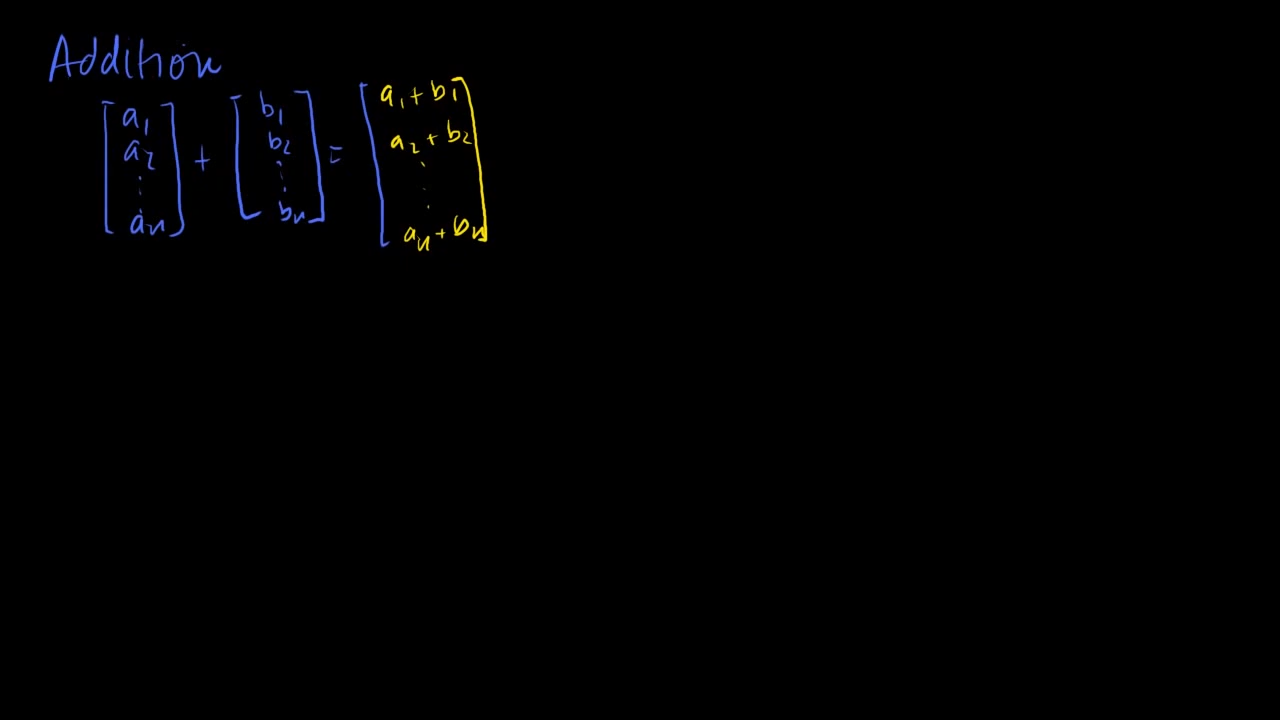 Addition
[a₁ a₂ ⋮ aₙ] + [b₁ b₂ ⋮ bₙ] = [a₁ + b₁ a₂ + b₂ ⋮ aₙ + bₙ]